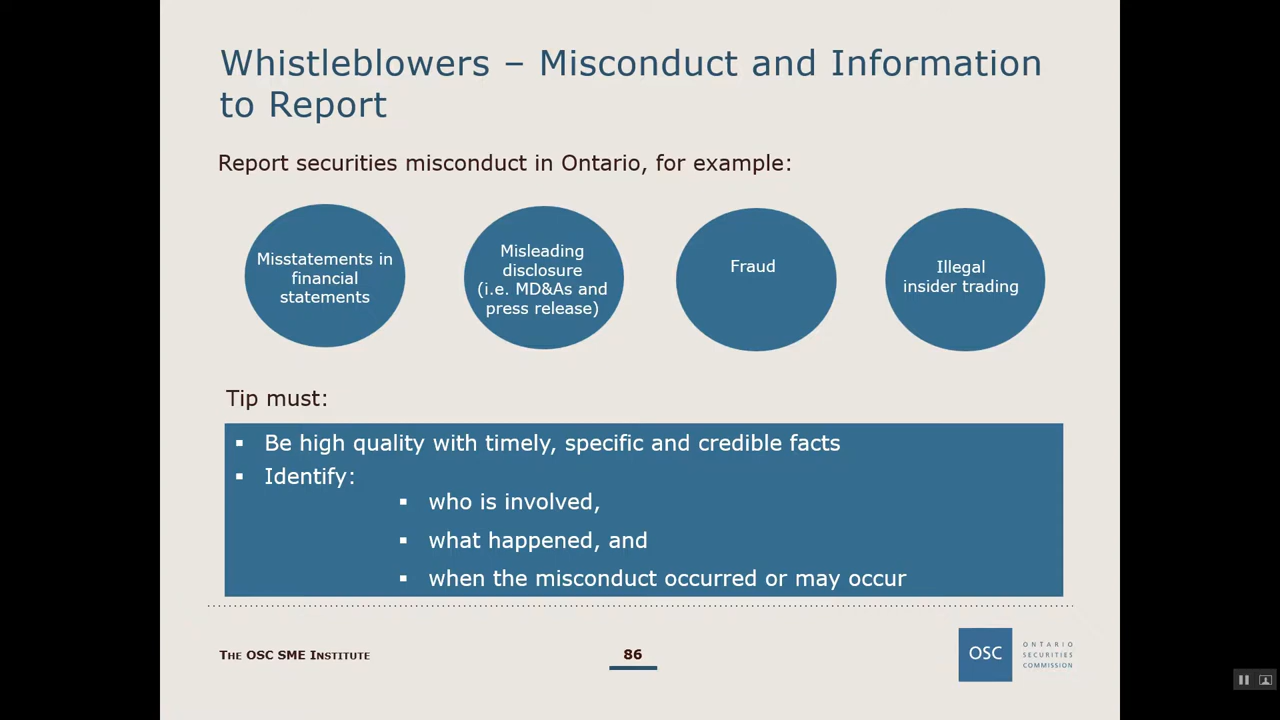 Whistleblowers – Misconduct and Information
to Report
Report securities misconduct in Ontario, for example:
Misstatements in
financial
statements
Misleading
disclosure
(i.e. MD&As and
press release)
Fraud
Illegal
insider trading
Tip must:
▪ Be high quality with timely, specific and credible facts
▪ Identify:
▪ who is involved,
▪ what happened, and
▪ when the misconduct occurred or may occur
THE OSC SME INSTITUTE
86
OSC
ONTARIO
SECURITIES
COMMISSION